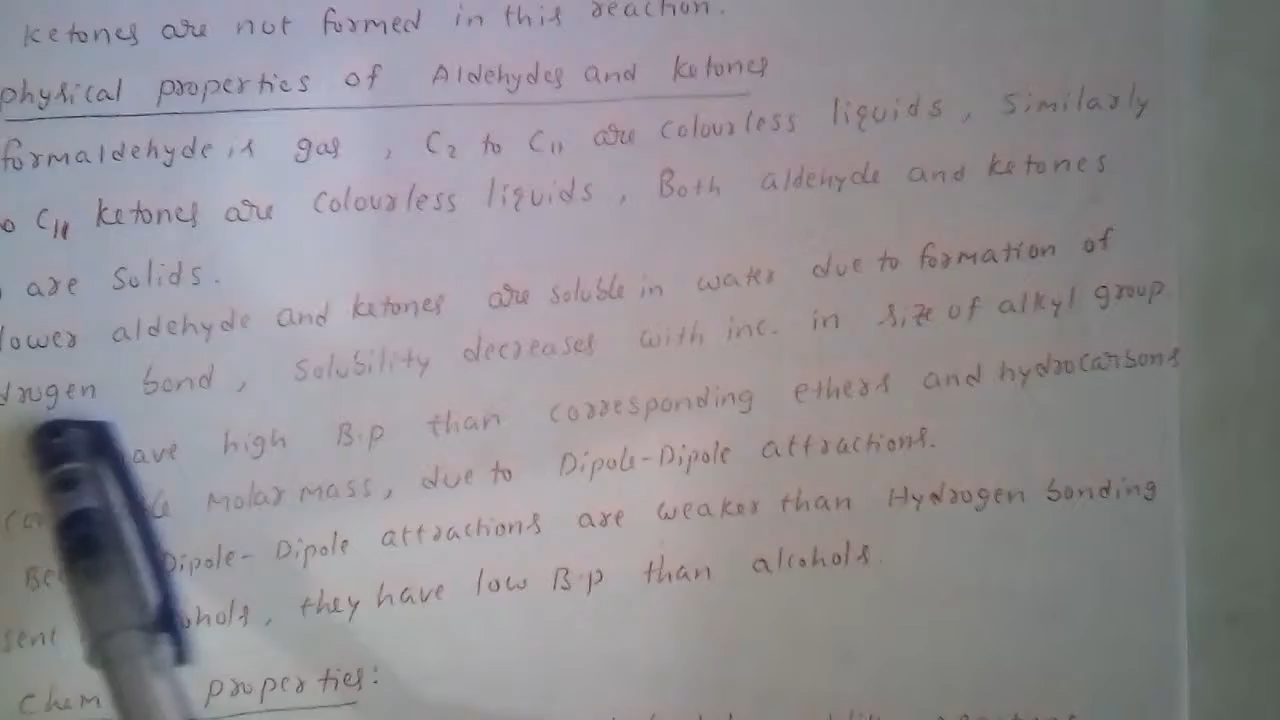 ketones are not formed in this reaction.
physical properties of Aldehydes and ketones
formaldehyde is gas , C2 to C11 are colourless liquids , Similarly
C11 ketones are colourless liquids , Both aldehyde and ketones
are solids.
lower aldehyde and ketones are soluble in water due to formation of
drogen bond , solubility decreases with inc. in size of alkyl group
ave high B.p than corresponding ethers and hydrocarbons
molar mass, due to Dipole-Dipole attractions.
Dipole-Dipole attractions are weaker than Hydrogen bonding
ohols, they have low B.p than alcohols.
Chem properties: